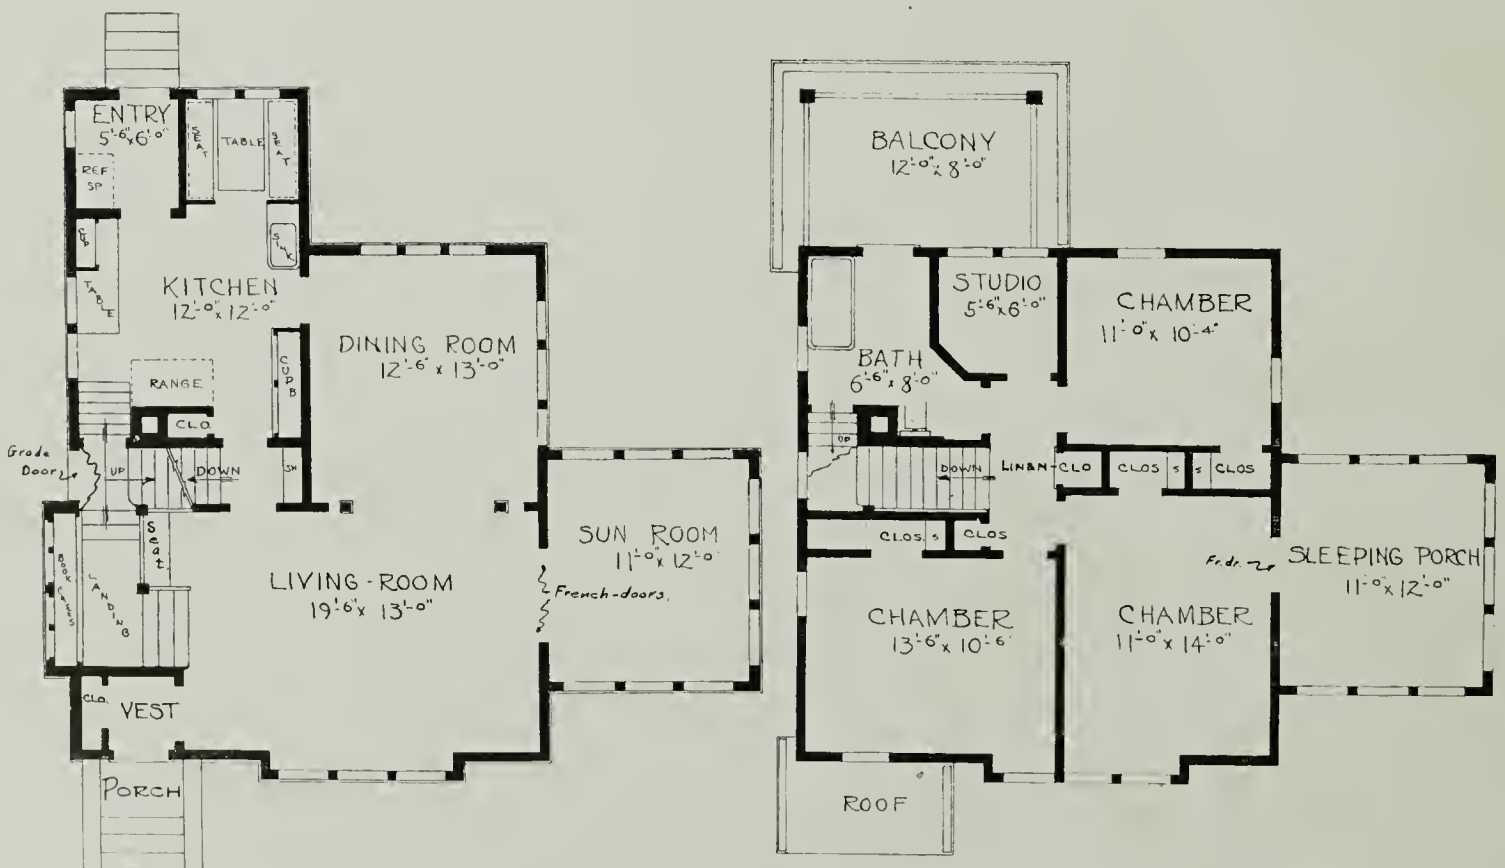 ENTRY
5'-6" x 6'-0"
REF
SP
SEAT
TABLE
SEAT
SINK
CUP
TABLE
KITCHEN
12'-0" x 12'-0"
RANGE
CUPB
CLO.
DINING ROOM
12'-6" x 13'-0"
Grade
Door
UP
DOWN
SH
Seat
BOOK CASES
LANDING
LIVING-ROOM
19'-6" x 13'-0"
SUN ROOM
11'-0" x 12'-0
French-doors.
CLO.
VEST
PORCH
BALCONY
12'-0" x 8'-0"
STUDIO
5'-6" x 6'-0"
CHAMBER
11'-0" x 10'-4"
BATH
6'-6" x 8'-0"
UP
DOWN
LINEN-CLO
CLOS
S
S
CLOS
CLOS.
S
CLOS
Fr. dr.
SLEEPING PORCH
11'-0" x 12'-0"
CHAMBER
13'-6" x 10'-6"
CHAMBER
11'-0" x 14'-0"
ROOF